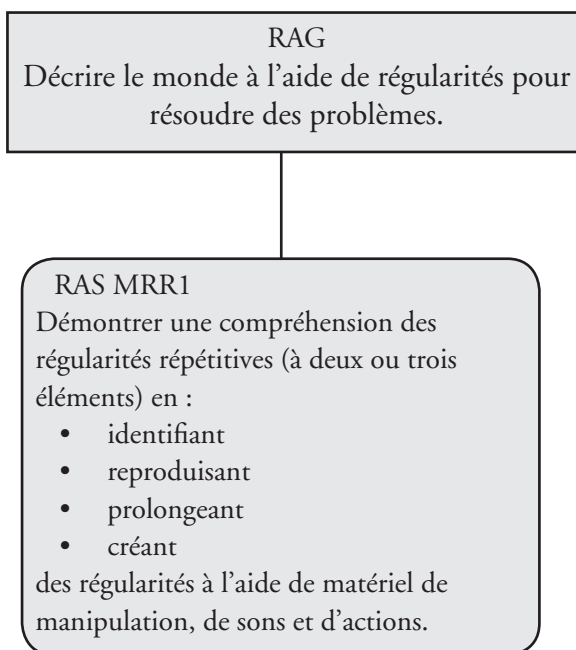 RAG
Décrire le monde à l’aide de régularités pour
résoudre des problèmes.
RAS MRR1
Démontrer une compréhension des
régularités répétitives (à deux ou trois
éléments) en :
• identifiant
• reproduisant
• prolongeant
• créant
des régularités à l’aide de matériel de
manipulation, de sons et d’actions.